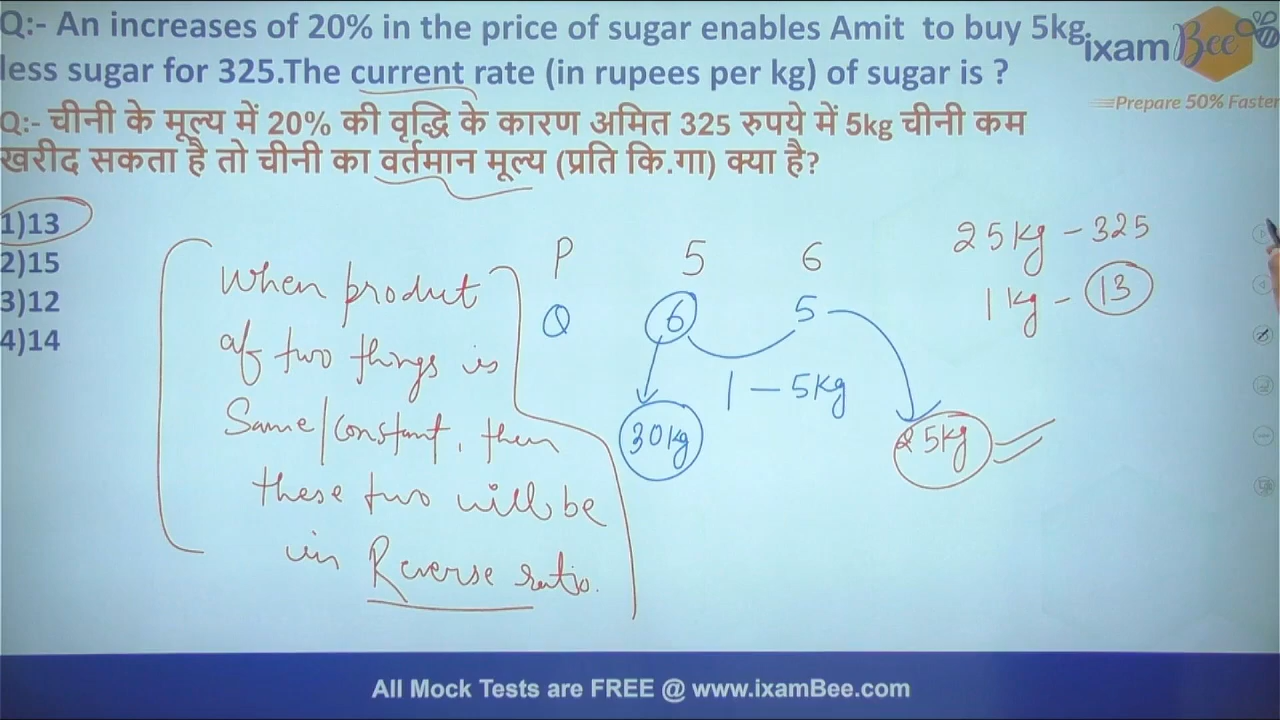 Q:- An increases of 20% in the price of sugar enables Amit to buy 5kg
less sugar for 325.The current rate (in rupees per kg) of sugar is ?
ixamBee
Prepare 50% Faster
Q:- चीनी के मूल्य में 20% की वृद्धि के कारण अमित 325 रुपये में 5kg चीनी कम
खरीद सकता है तो चीनी का वर्तमान मूल्य (प्रति कि.गा) क्या है?
1)13
2)15
3)12
4)14
When product
of two things is
Same/constant, then
these two will be
in Reverse ratio.
P 5 6
Q 6 5
1 – 5kg
30kg 25kg
25kg – 325
1kg – 13
All Mock Tests are FREE @ www.ixamBee.com